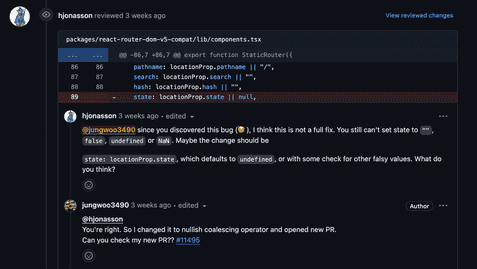 hjonasson reviewed 3 weeks ago
View reviewed changes
packages/react-router-dom-v5-compat/lib/components.tsx
... ... @@ -86,7 +86,7 @@ export function StaticRouter({
86 86 pathname: locationProp.pathname || "/",
87 87 search: locationProp.search || "",
88 88 hash: locationProp.hash || "",
89 - state: locationProp.state || null,
hjonasson 3 weeks ago • edited
@jungwoo3490 since you discovered this bug (), I think this is not a full fix. You still can't set state to "",
false, undefined or NaN. Maybe the change should be
state: locationProp.state, which defaults to undefined, or with some check for other falsy values. What do
you think?
jungwoo3490 3 weeks ago • edited
Author
@hjonasson
You're right. So I changed it to nullish coalescing operator and opened new PR.
Can you check my new PR?? #11495